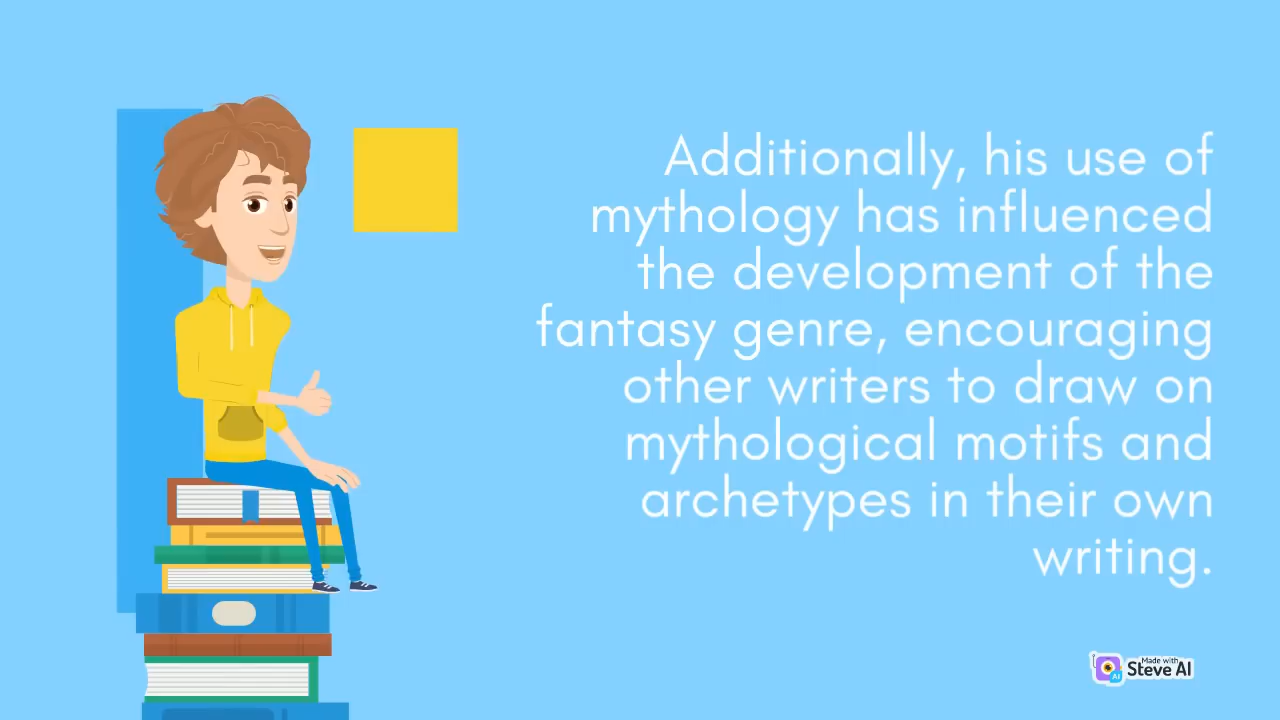 Additionally, his use of
mythology has influenced
the development of the
fantasy genre, encouraging
other writers to draw on
mythological motifs and
archetypes in their own
writing.
Made with
Steve AI
AI